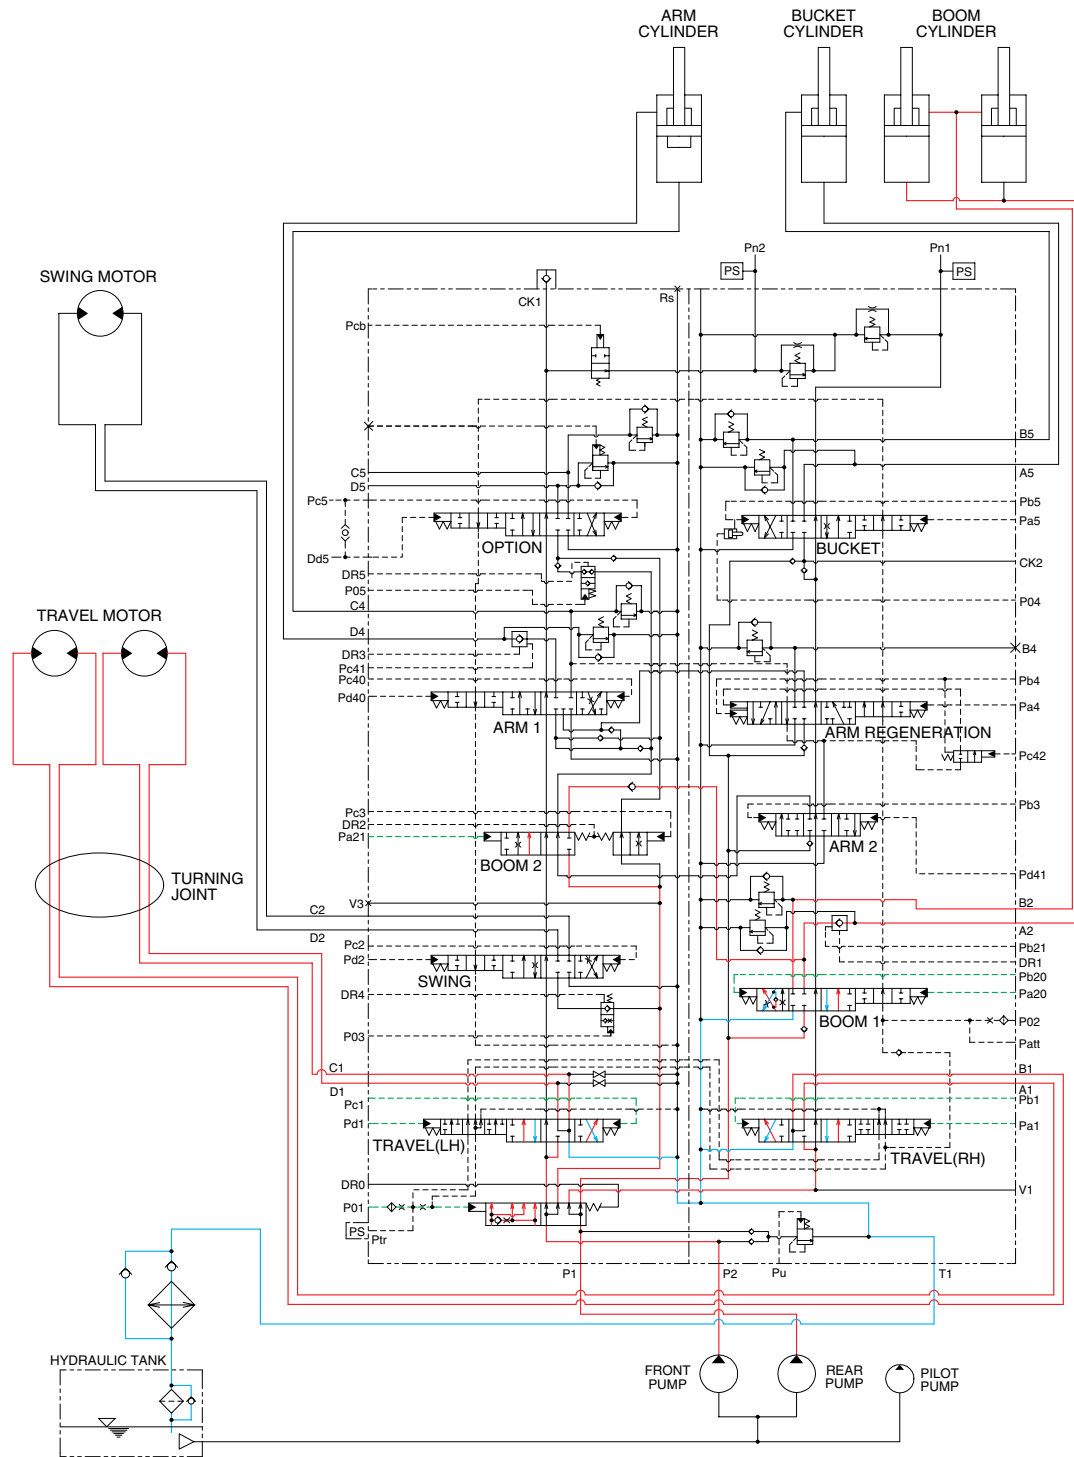 ARM
CYLINDER
BUCKET
CYLINDER
BOOM
CYLINDER
Pn2
Pn1
PS
PS
SWING MOTOR
CK1
Rs
Pcb
B5
C5
A5
D5
Pc5
Pb5
Pa5
OPTION
BUCKET
Dd5
CK2
DR5
P05
P04
C4
TRAVEL MOTOR
D4
B4
DR3
Pc41
Pc40
Pb4
Pd40
Pa4
ARM 1
ARM REGENERATION
Pc42
Pc3
Pb3
DR2
Pa21
BOOM 2
ARM 2
TURNING
JOINT
Pd41
V3
B2
C2
A2
D2
Pc2
Pb21
Pd2
DR1
SWING
Pb20
Pa20
DR4
BOOM 1
P02
P03
Patt
C1
B1
D1
A1
Pc1
Pb1
Pd1
Pa1
TRAVEL(LH)
TRAVEL(RH)
DR0
V1
P01
PS
Ptr
P1
P2
Pu
T1
HYDRAULIC TANK
FRONT
PUMP
REAR
PUMP
PILOT
PUMP